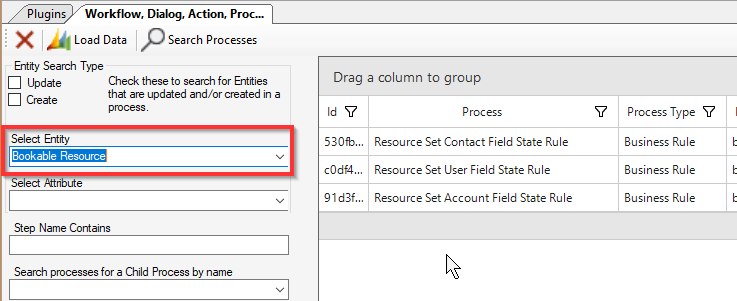 Plugins
Workflow, Dialog, Action, Proc...
Load Data
Search Processes
Entity Search Type
Update
Create
Check these to search for Entities
that are updated and/or created in a
process.
Select Entity
Bookable Resource
Select Attribute
Step Name Contains
Search processes for a Child Process by name
Drag a column to group
Id Process Process Type
530fb... Resource Set Contact Field State Rule Business Rule b
c0df4... Resource Set User Field State Rule Business Rule b
91d3f... Resource Set Account Field State Rule Business Rule b